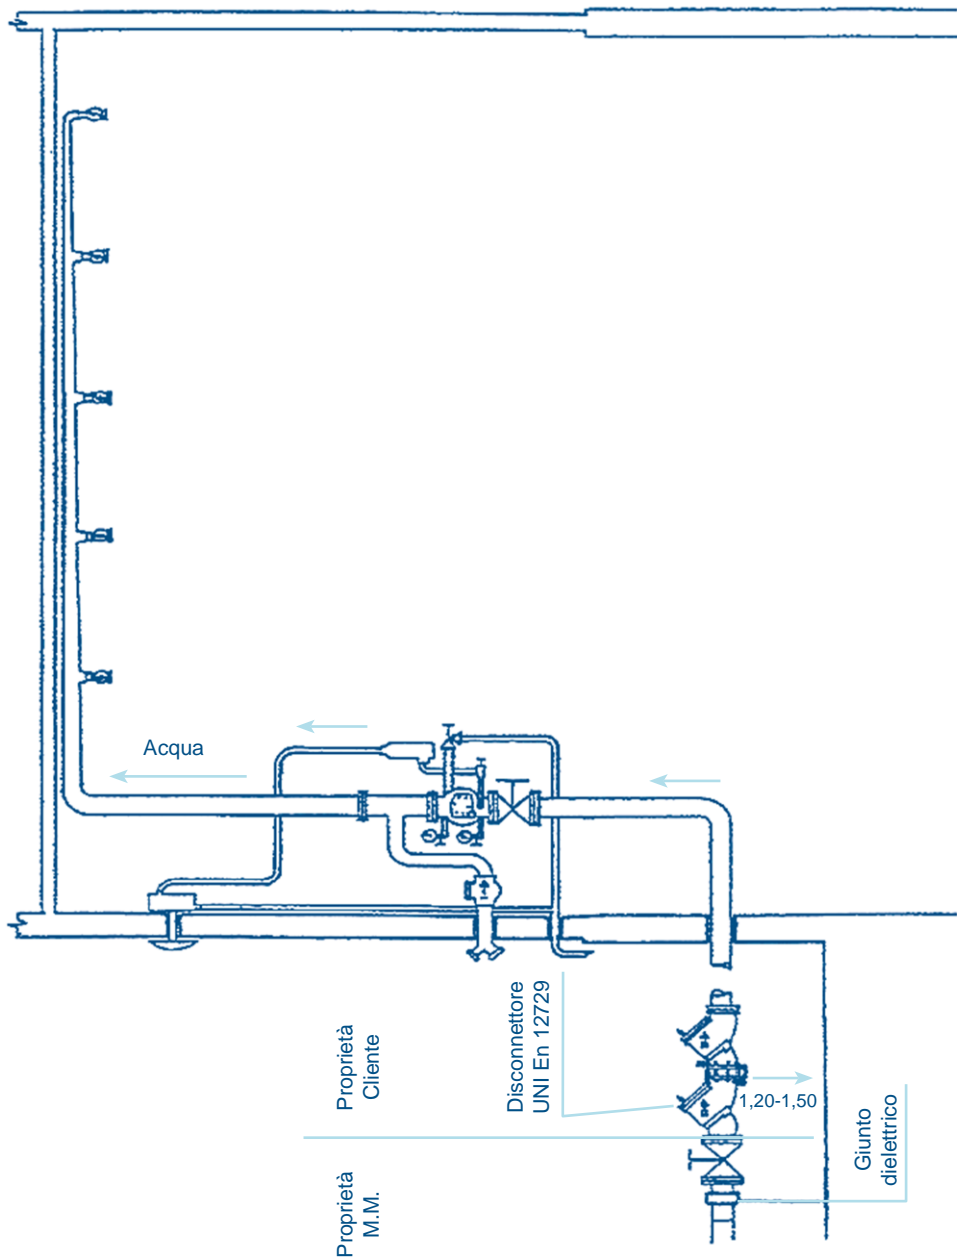 Acqua
Proprietà
Cliente
Disconnettore
UNI En 12729
1,20-1,50
Giunto
dielettrico
Proprietà
M.M.